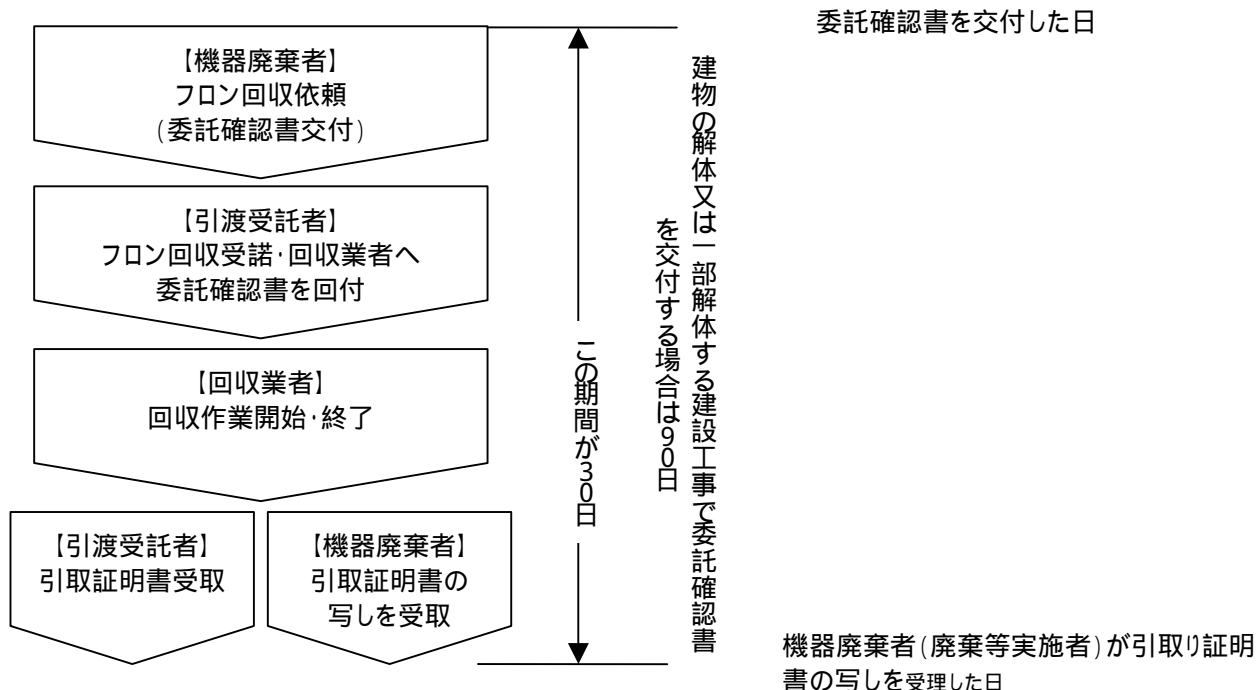 委託確認書を交付した日
【機器廃棄者】
フロン回収依頼
(委託確認書交付)
【引渡受託者】
フロン回収受諾・回収業者へ
委託確認書を回付
【回収業者】
回収作業開始・終了
【引渡受託者】
引取証明書受取
【機器廃棄者】
引取証明書の
写しを受取
この期間が30日
建物の解体又は一部解体する建設工事で委託確認書
を交付する場合は90日
機器廃棄者(廃棄等実施者)が引取り証明
書の写しを受理した日